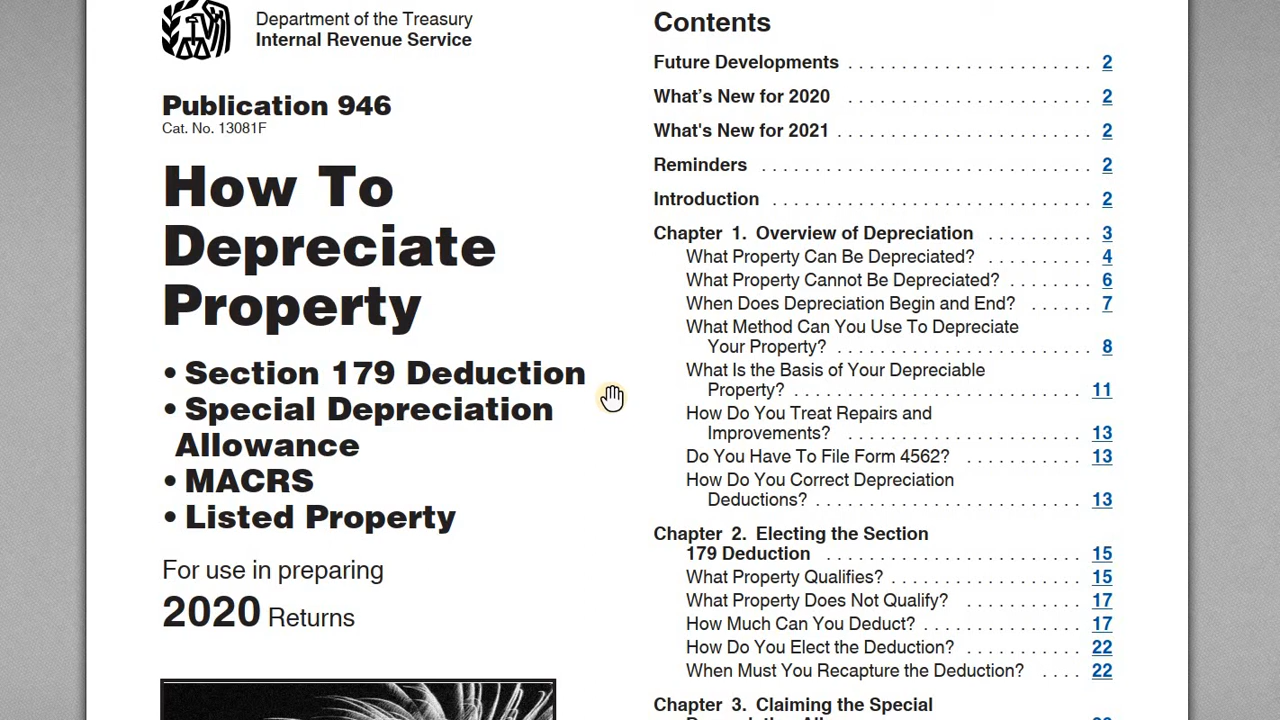 Department of the Treasury
Internal Revenue Service
Publication 946
Cat. No. 13081F
How To
Depreciate
Property
• Section 179 Deduction
• Special Depreciation
Allowance
• MACRS
• Listed Property
For use in preparing
2020 Returns
Contents
Future Developments . . . . . . . . . . . . . . . . . . . . . . . 2
What’s New for 2020 . . . . . . . . . . . . . . . . . . . . . . . 2
What's New for 2021 . . . . . . . . . . . . . . . . . . . . . . . . 2
Reminders . . . . . . . . . . . . . . . . . . . . . . . . . . . . . . . 2
Introduction . . . . . . . . . . . . . . . . . . . . . . . . . . . . . . 2
Chapter 1. Overview of Depreciation . . . . . . . . . . 3
What Property Can Be Depreciated? . . . . . . . . . . 4
What Property Cannot Be Depreciated? . . . . . . . . 6
When Does Depreciation Begin and End? . . . . . . 7
What Method Can You Use To Depreciate
Your Property? . . . . . . . . . . . . . . . . . . . . . . . . 8
What Is the Basis of Your Depreciable
Property? . . . . . . . . . . . . . . . . . . . . . . . . . . . 11
How Do You Treat Repairs and
Improvements? . . . . . . . . . . . . . . . . . . . . . . 13
Do You Have To File Form 4562? . . . . . . . . . . . 13
How Do You Correct Depreciation
Deductions? . . . . . . . . . . . . . . . . . . . . . . . . . 13
Chapter 2. Electing the Section
179 Deduction . . . . . . . . . . . . . . . . . . . . . . . . 15
What Property Qualifies? . . . . . . . . . . . . . . . . . . 15
What Property Does Not Qualify? . . . . . . . . . . . 17
How Much Can You Deduct? . . . . . . . . . . . . . . . 17
How Do You Elect the Deduction? . . . . . . . . . . . 22
When Must You Recapture the Deduction? . . . . 22
Chapter 3. Claiming the Special